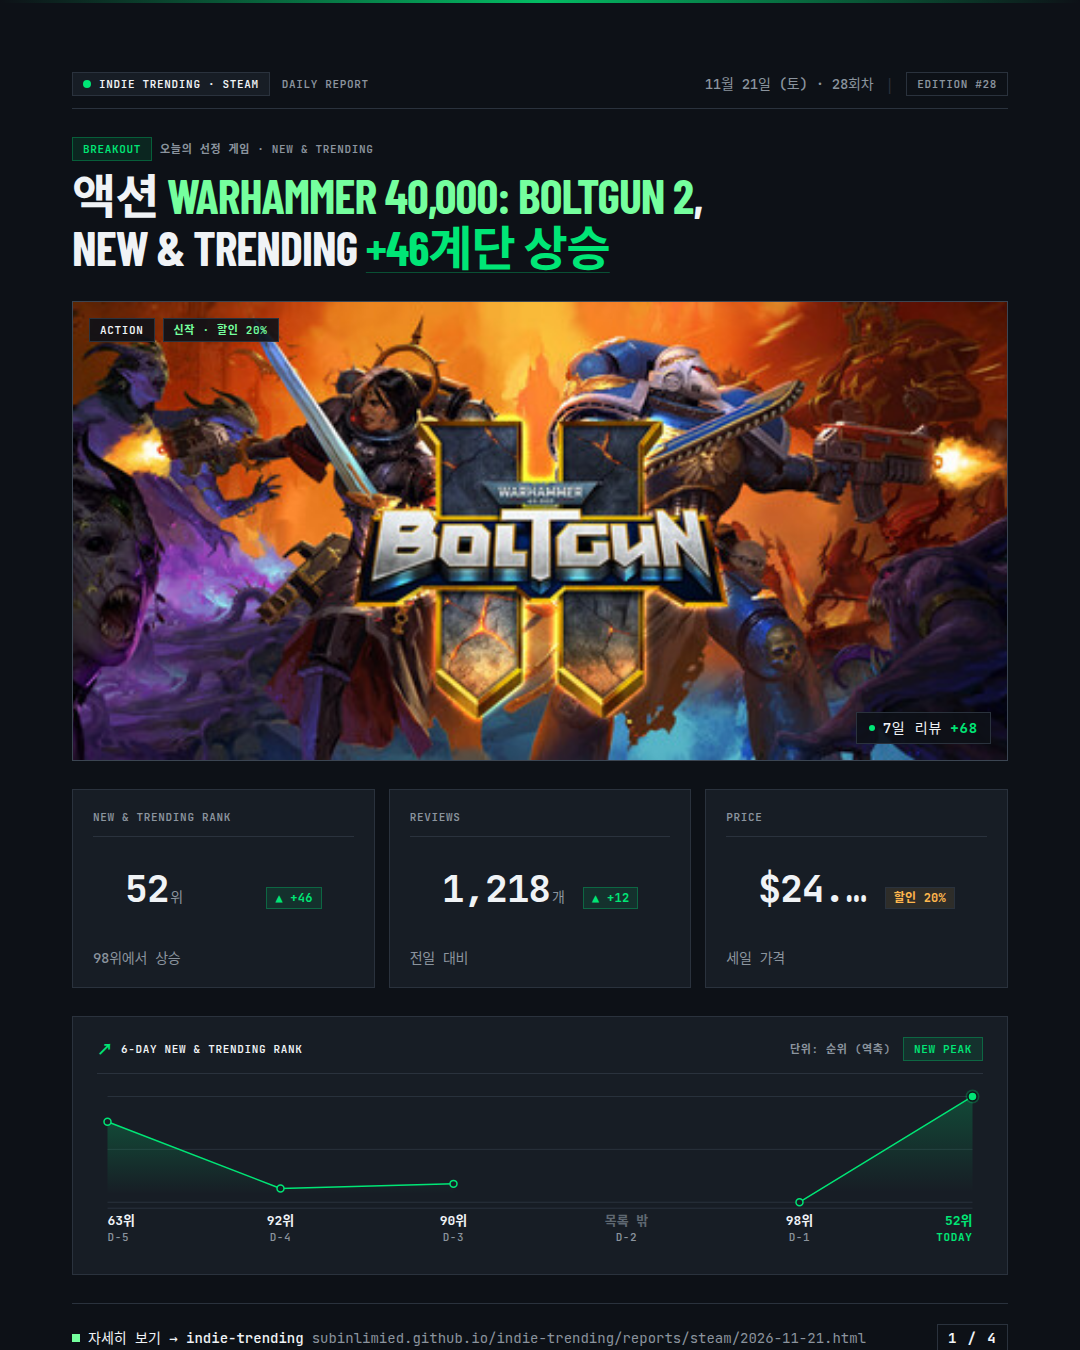 INDIE TRENDING · STEAM DAILY REPORT 11월 21일 (토) · 28회차 EDITION #28
BREAKOUT 오늘의 선정 게임 · NEW & TRENDING
액션 WARHAMMER 40,000: BOLTGUN 2,
NEW & TRENDING +46계단 상승
ACTION 신작 · 할인 20%
WARHAMMER
40,000
BOLTGUN
II
7일 리뷰 +68
NEW & TRENDING RANK
52위 ▲ +46
98위에서 상승
REVIEWS
1,218개 ▲ +12
전일 대비
PRICE
$24.… 할인 20%
세일 가격
↗ 6-DAY NEW & TRENDING RANK 단위: 순위 (역축) NEW PEAK
63위 92위 90위 목록 밖 98위 52위
D-5 D-4 D-3 D-2 D-1 TODAY
자세히 보기 → indie-trending subinlimied.github.io/indie-trending/reports/steam/2026-11-21.html 1 / 4